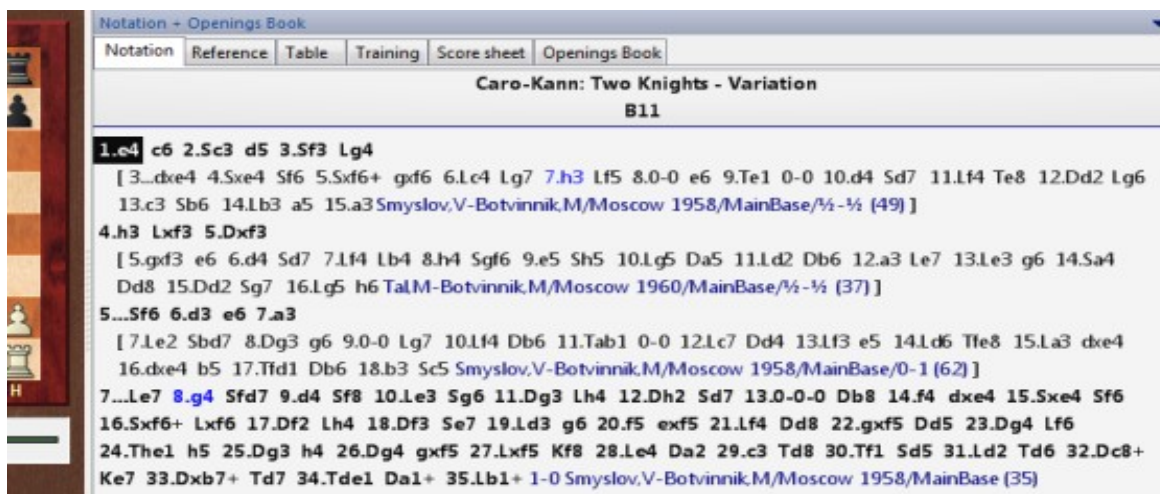 Notation + Openings Book
Notation Reference Table Training Score sheet Openings Book
Caro-Kann: Two Knights - Variation
B11
1.e4 c6 2.Sc3 d5 3.Sf3 Lg4
[ 3...dxe4 4.Sxe4 Sf6 5.Sxf6+ gxf6 6.Lc4 Lg7 7.h3 Lf5 8.0-0 e6 9.Te1 0-0 10.d4 Sd7 11.Lf4 Te8 12.Dd2 Lg6
13.c3 Sb6 14.Lb3 a5 15.a3 Smyslov,V-Botvinnik,M/Moscow 1958/MainBase/½-½ (49) ]
4.h3 Lxf3 5.Dxf3
[ 5.gxf3 e6 6.d4 Sd7 7.Lf4 Lb4 8.h4 Sgf6 9.e5 Sh5 10.Lg5 Da5 11.Ld2 Db6 12.a3 Le7 13.Le3 g6 14.Sa4
Dd8 15.Dd2 Sg7 16.Lg5 h6 Tal,M-Botvinnik,M/Moscow 1960/MainBase/½-½ (37) ]
5...Sf6 6.d3 e6 7.a3
[ 7.Le2 Sbd7 8.Dg3 g6 9.0-0 Lg7 10.Lf4 Db6 11.Tab1 0-0 12.Lc7 Dd4 13.Lf3 e5 14.Ld6 Tfe8 15.La3 dxe4
16.dxe4 b5 17.Tfd1 Db6 18.b3 Sc5 Smyslov,V-Botvinnik,M/Moscow 1958/MainBase/0-1 (62) ]
7...Le7 8.g4 Sfd7 9.d4 Sf8 10.Le3 Sg6 11.Dg3 Lh4 12.Dh2 Sd7 13.0-0-0 Db8 14.f4 dxe4 15.Sxe4 Sf6
16.Sxf6+ Lxf6 17.Df2 Lh4 18.Df3 Se7 19.Ld3 g6 20.f5 exf5 21.Lf4 Dd8 22.gxf5 Dd5 23.Dg4 Lf6
24.The1 h5 25.Dg3 h4 26.Dg4 gxf5 27.Lxf5 Kf8 28.Le4 Da2 29.c3 Td8 30.Tf1 Sd5 31.Ld2 Td6 32.Dc8+
Ke7 33.Dxb7+ Td7 34.Tde1 Da1+ 35.Lb1+ 1-0 Smyslov,V-Botvinnik,M/Moscow 1958/MainBase (35)
H